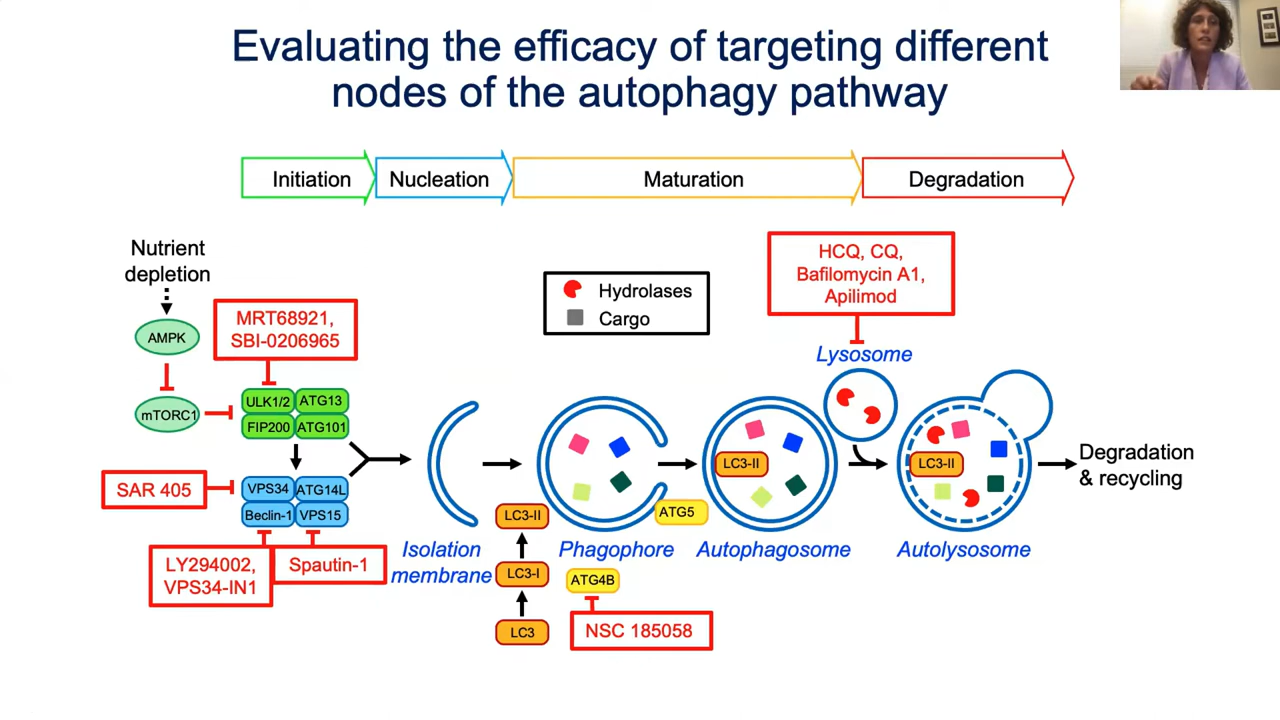 Evaluating the efficacy of targeting different
nodes of the autophagy pathway
Initiation
Nucleation
Maturation
Degradation
Nutrient
depletion
AMPK
mTORC1
MRT68921,
SBI-0206965
ULK1/2
ATG13
FIP200
ATG101
SAR 405
VPS34
ATG14L
Beclin-1
VPS15
LY294002,
VPS34-IN1
Spautin-1
Hydrolases
Cargo
HCQ, CQ,
Bafilomycin A1,
Apilimod
Lysosome
Isolation
membrane
LC3-II
LC3-I
LC3
Phagophore
ATG5
ATG4B
NSC 185058
LC3-II
Autophagosome
LC3-II
Autolysosome
Degradation
& recycling